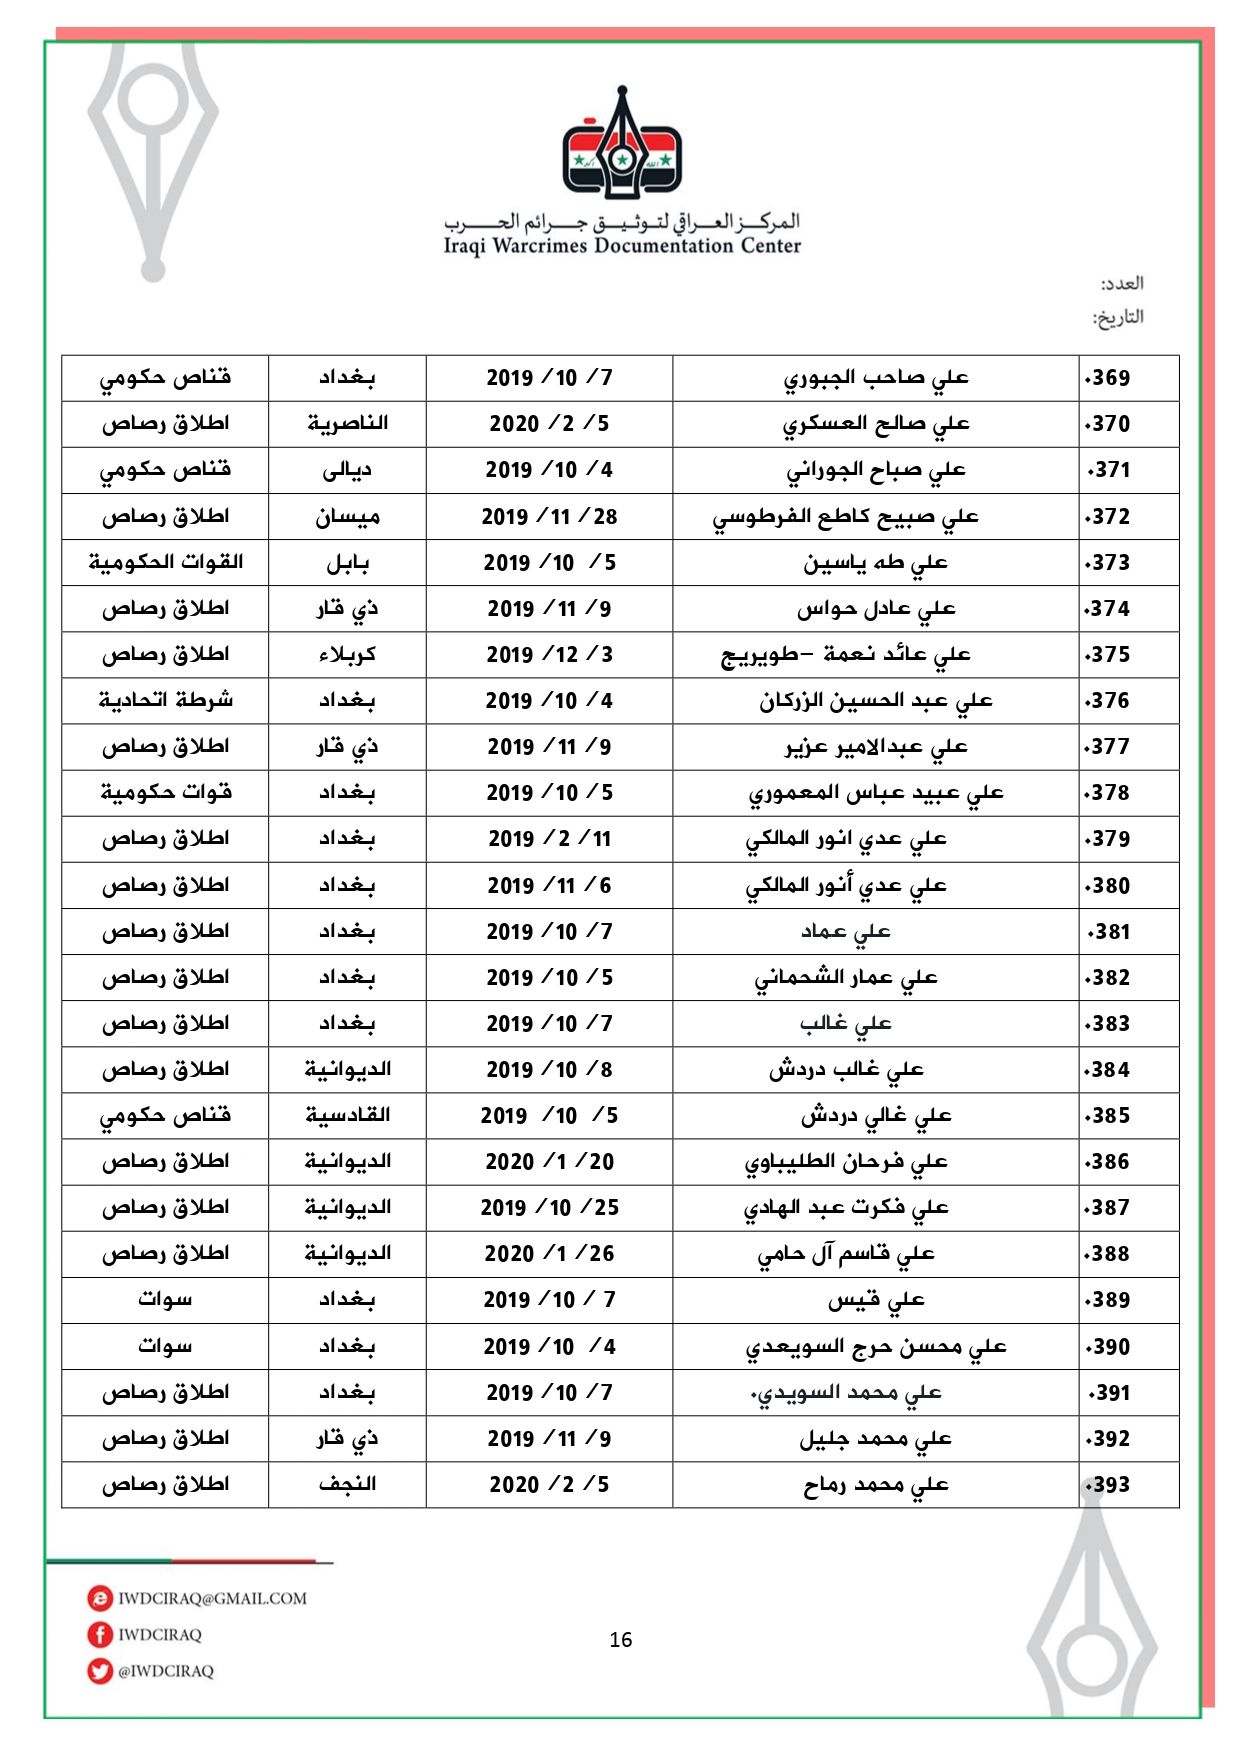 المركز العراقي لتوثيق جرائم الحرب
Iraqi Warcrimes Documentation Center
العدد:
التاريخ:
369. علي صاحب الجبوري 7/ 10/ 2019 بغداد قناص حكومي
370. علي صالح العسكري 5/ 2/ 2020 الناصرية اطلاق رصاص
371. علي صباح الجوراني 4/ 10/ 2019 ديالى قناص حكومي
372. علي صبيح كاطع الفرطوسي 28/ 11/ 2019 ميسان اطلاق رصاص
373. علي طه ياسين 5/ 10/ 2019 بابل القوات الحكومية
374. علي عادل حواس 9/ 11/ 2019 ذي قار اطلاق رصاص
375. علي عائد نعمة –طويريج 3/ 12/ 2019 كربلاء اطلاق رصاص
376. علي عبد الحسين الزركان 4/ 10/ 2019 بغداد شرطة اتحادية
377. علي عبدالامير عزير 9/ 11/ 2019 ذي قار اطلاق رصاص
378. علي عبيد عباس المعموري 5/ 10/ 2019 بغداد قوات حكومية
379. علي عدي انور المالكي 11/ 2/ 2019 بغداد اطلاق رصاص
380. علي عدي أنور المالكي 6/ 11/ 2019 بغداد اطلاق رصاص
381. علي عماد 7/ 10/ 2019 بغداد اطلاق رصاص
382. علي عمار الشحماني 5/ 10/ 2019 بغداد اطلاق رصاص
383. علي غالب 7/ 10/ 2019 بغداد اطلاق رصاص
384. علي غالب دردش 8/ 10/ 2019 الديوانية اطلاق رصاص
385. علي غالي دردش 5/ 10/ 2019 القادسية قناص حكومي
386. علي فرحان الطليباوي 20/ 1/ 2020 الديوانية اطلاق رصاص
387. علي فكرت عبد الهادي 25/ 10/ 2019 الديوانية اطلاق رصاص
388. علي قاسم آل حامي 26/ 1/ 2020 الديوانية اطلاق رصاص
389. علي قيس 7 / 10/ 2019 بغداد سوات
390. علي محسن حرج السويعدي 4/ 10/ 2019 بغداد سوات
391. علي محمد السويدي. 7/ 10/ 2019 بغداد اطلاق رصاص
392. علي محمد جليل 9/ 11/ 2019 ذي قار اطلاق رصاص
393. علي محمد رماح 5/ 2/ 2020 النجف اطلاق رصاص
IWDCIRAQ@GMAIL.COM
IWDCIRAQ
@IWDCIRAQ
16